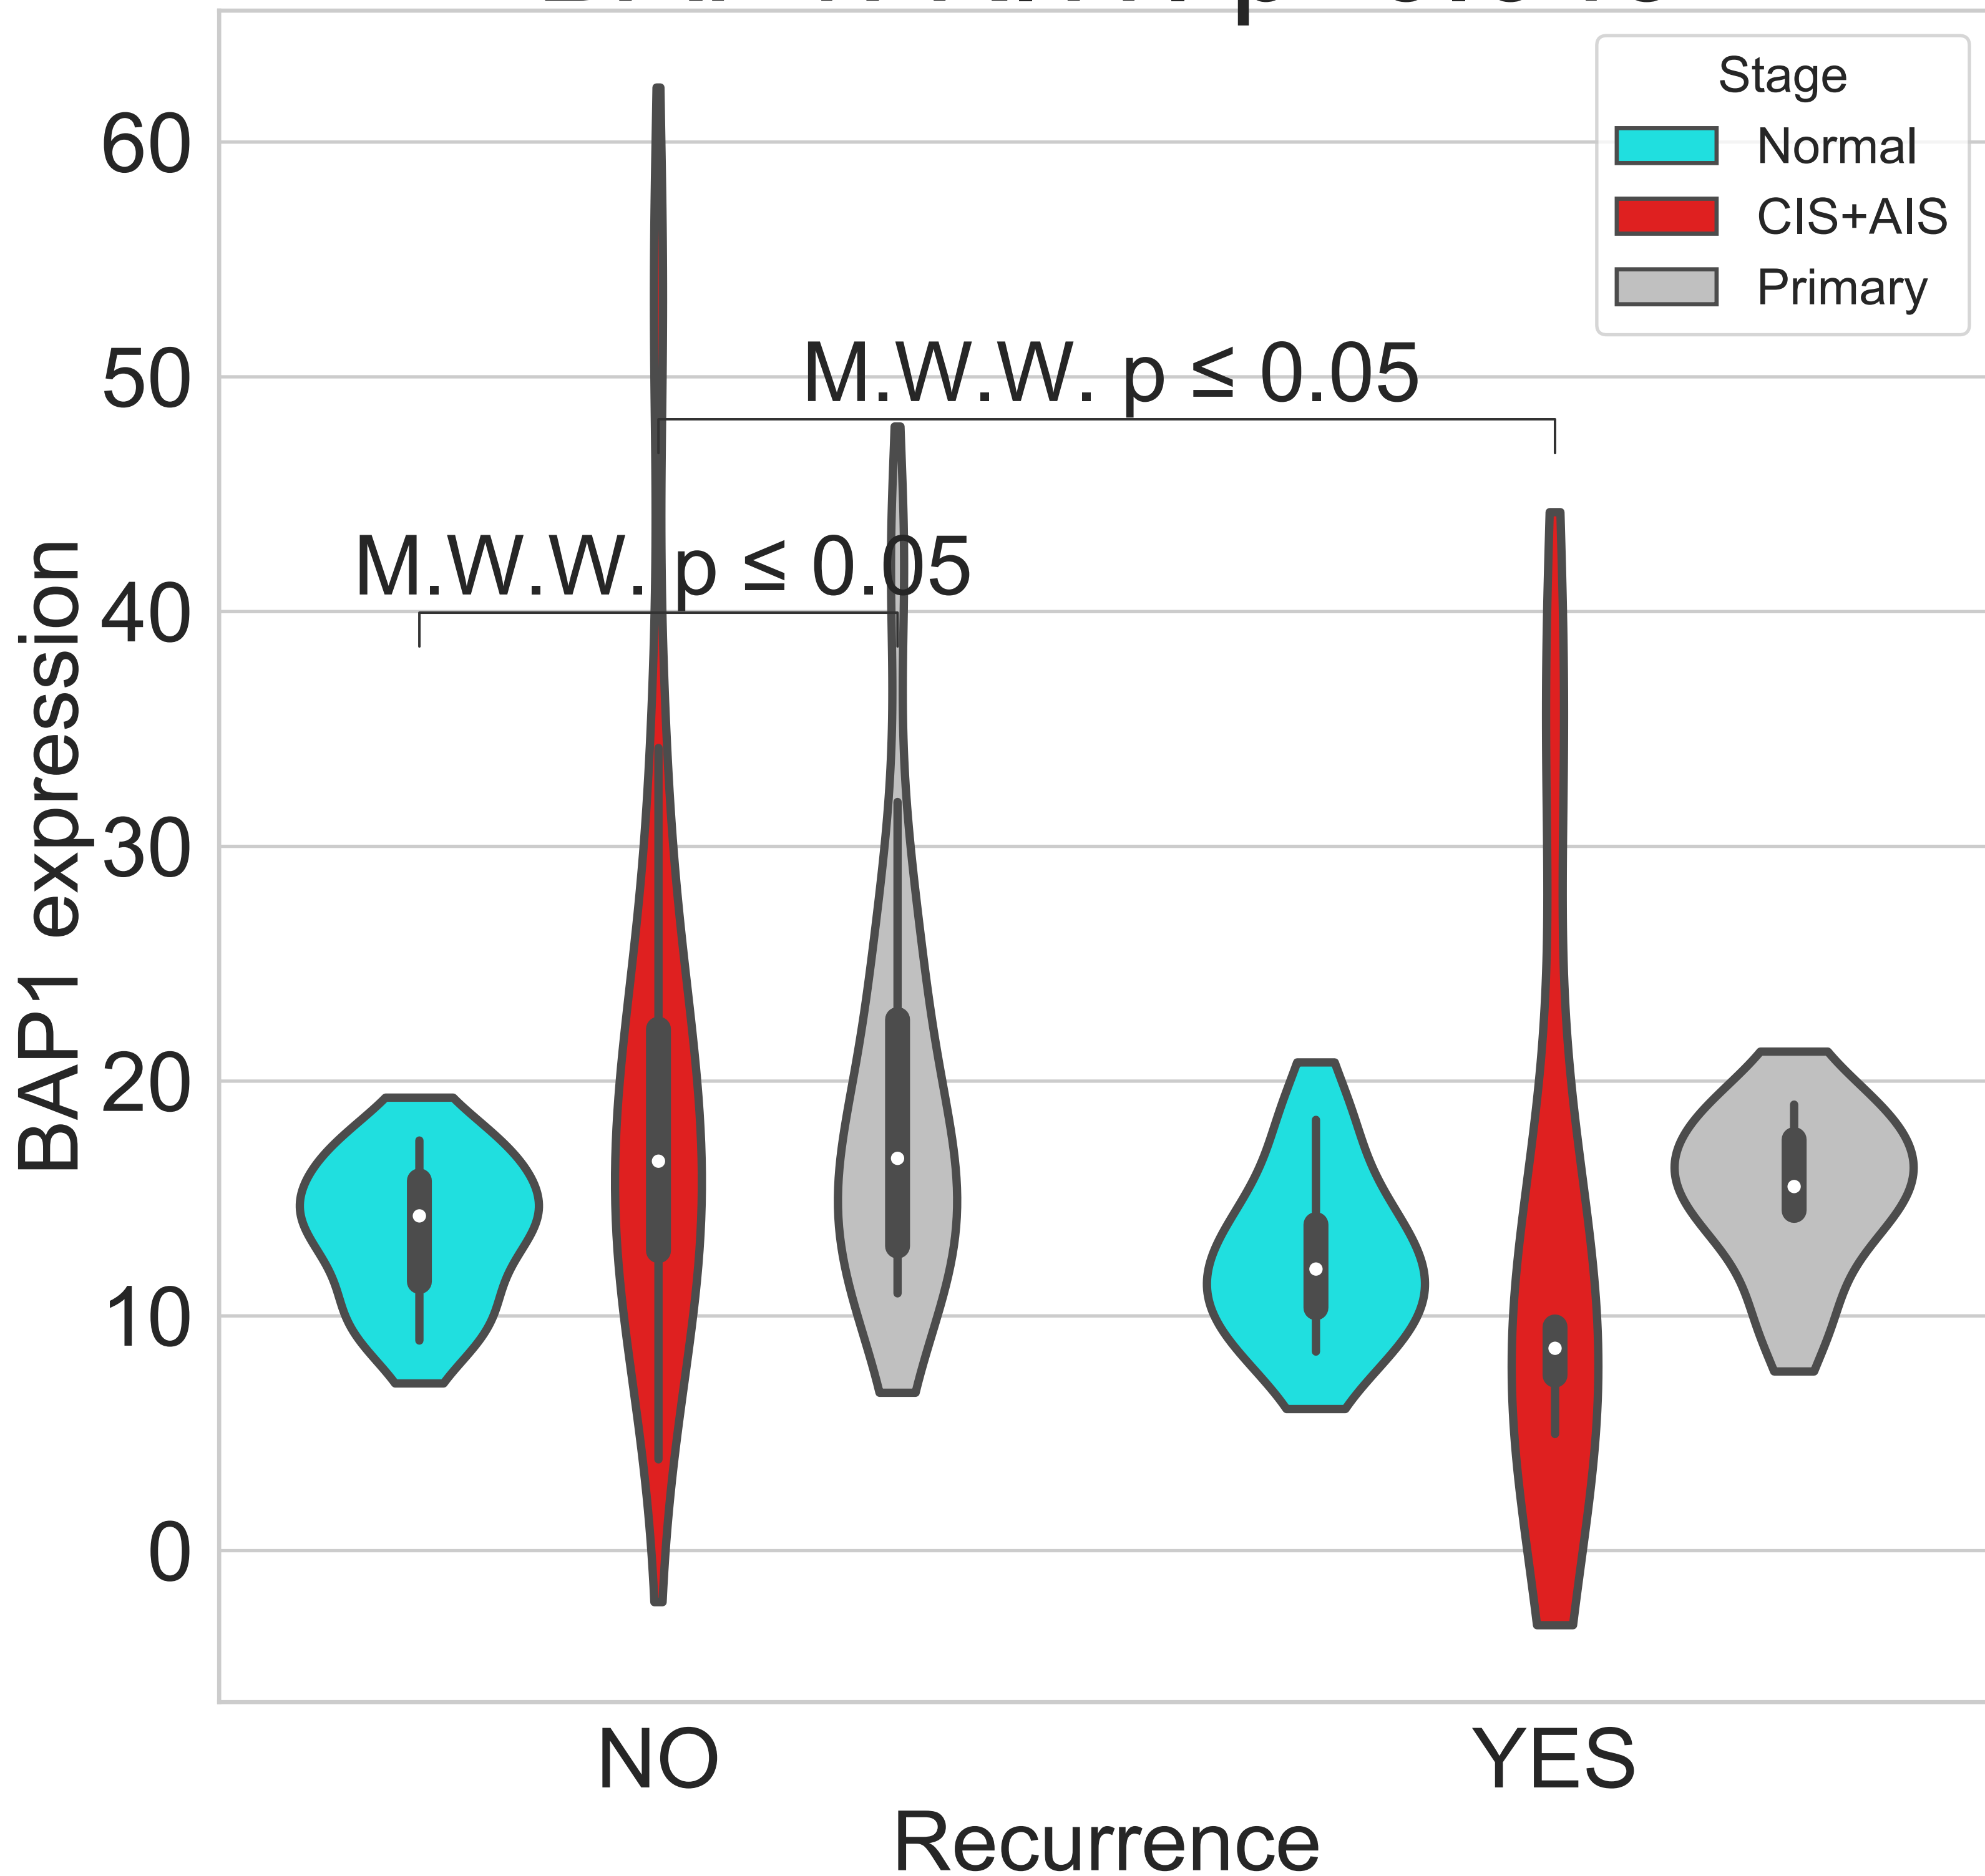 Stage
Normal
CIS+AIS
Primary
60
50
40
30
20
10
0
BAP1 expression
M.W.W. p ≤ 0.05
M.W.W. p ≤ 0.05
NO
YES
Recurrence